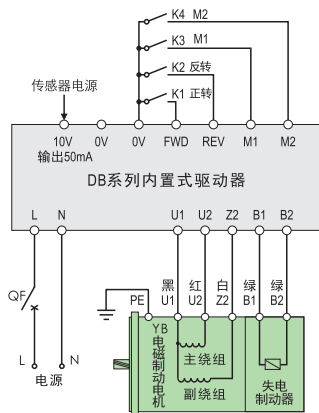 K4 M2
K3 M1
K2 反转
K1 正转
传感器电源
10V 0V 0V FWD REV M1 M2
输出50mA
DB系列内置式驱动器
L N U1 U2 Z2 B1 B2
黑 红 白 绿 绿
PE U1 U2 Z2 B1 B2
QF
L N
电源
YB电磁制动电机
主绕组
副绕组
失电
制动器